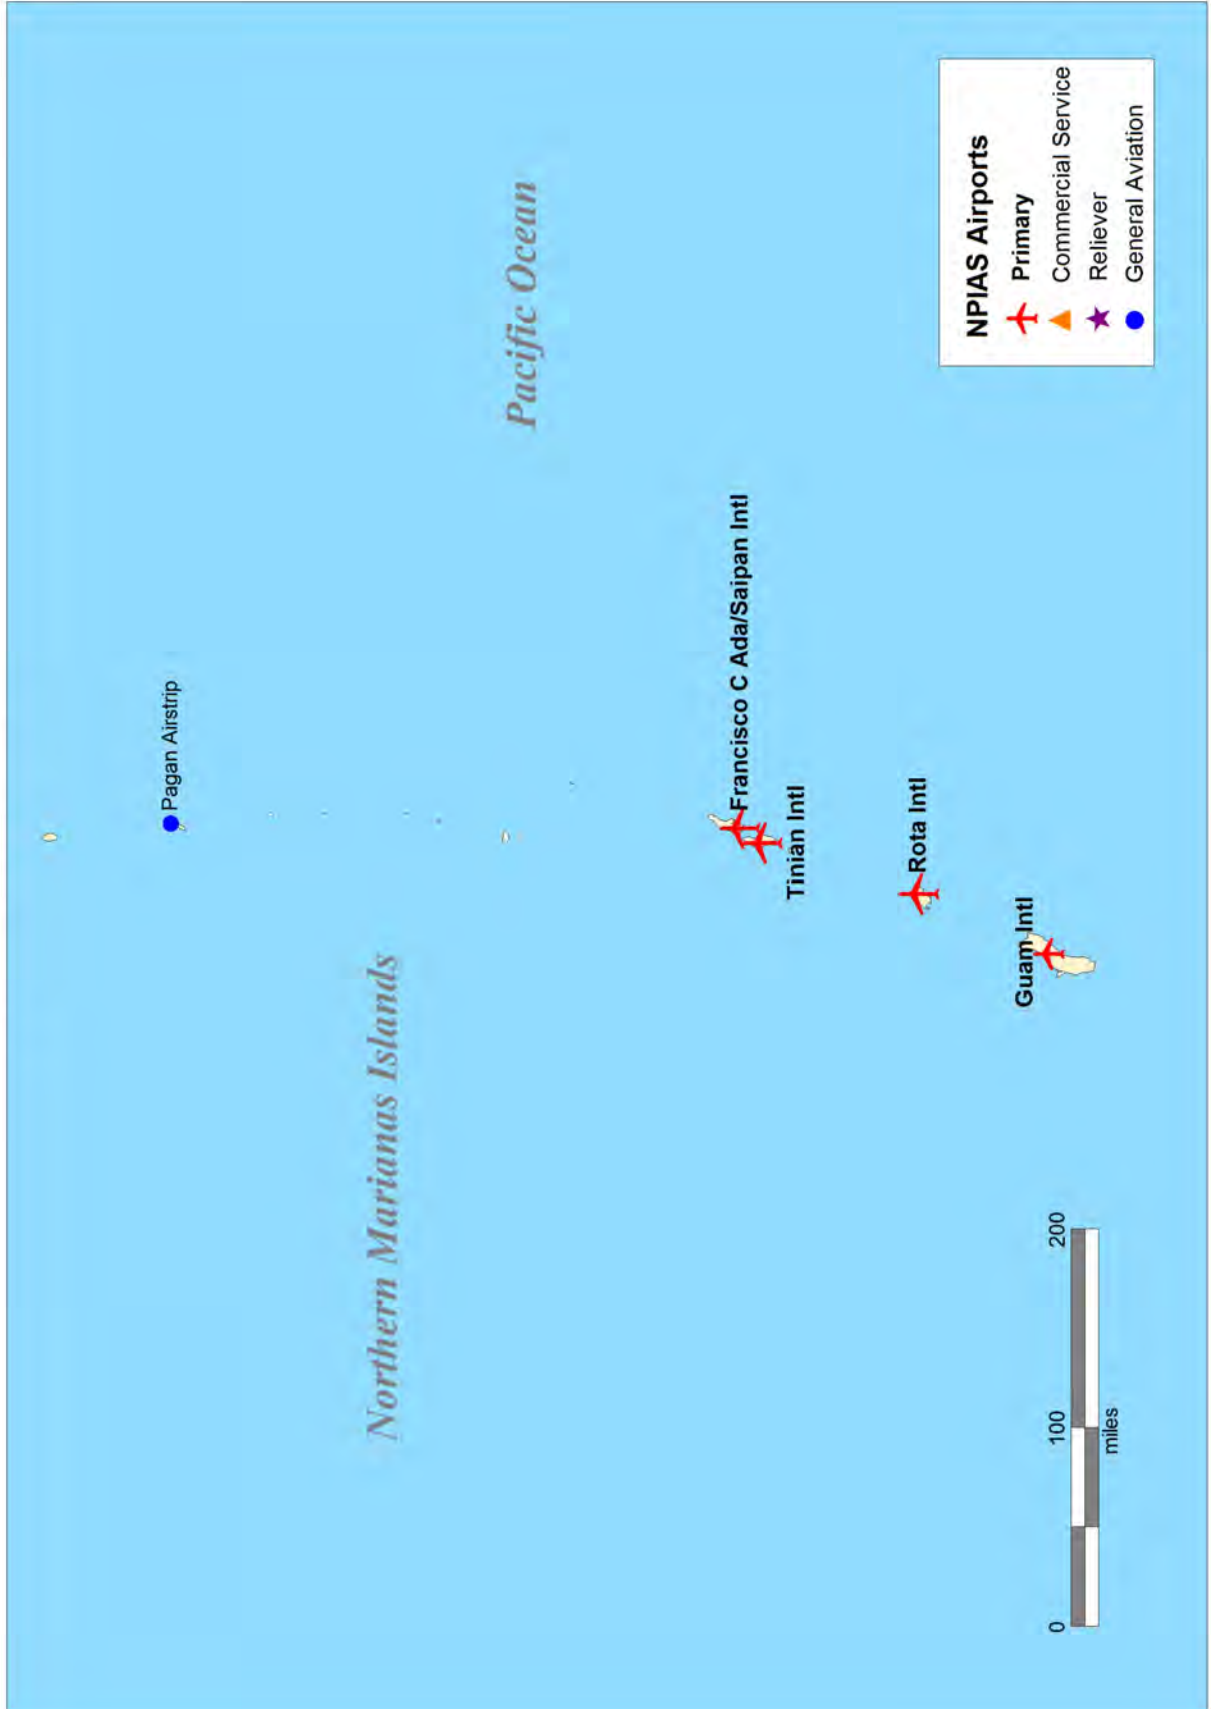 Pagan Airstrip
Northern Marianas Islands
Pacific Ocean
Francisco C Ada/Saipan Intl
Tinian Intl
Rota Intl
Guam Intl
0 100 200
miles
NPIAS Airports
Primary
Commercial Service
Reliever
General Aviation